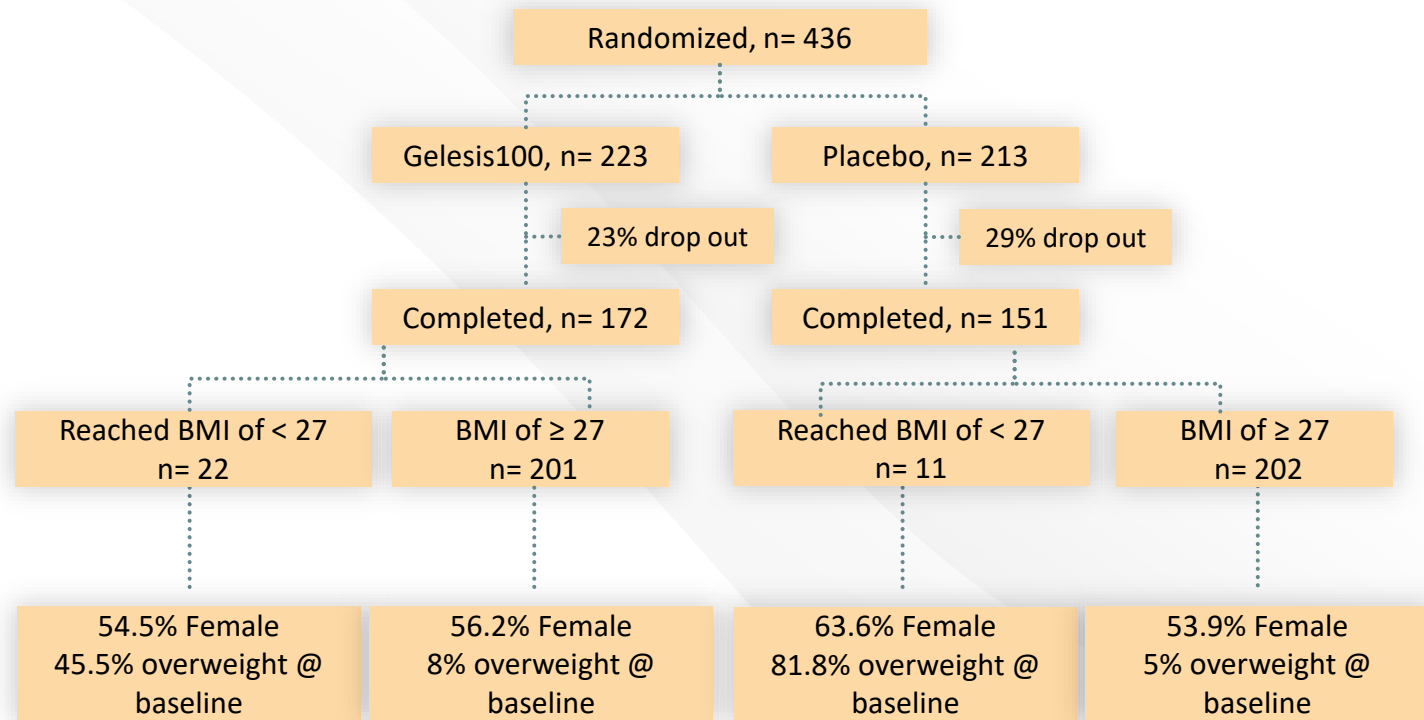 Randomized, n= 436
Gelesis100, n= 223
Placebo, n= 213
23% drop out
29% drop out
Completed, n= 172
Completed, n= 151
Reached BMI of < 27
n= 22
BMI of ≥ 27
n= 201
Reached BMI of < 27
n= 11
BMI of ≥ 27
n= 202
54.5% Female
45.5% overweight @
baseline
56.2% Female
8% overweight @
baseline
63.6% Female
81.8% overweight @
baseline
53.9% Female
5% overweight @
baseline